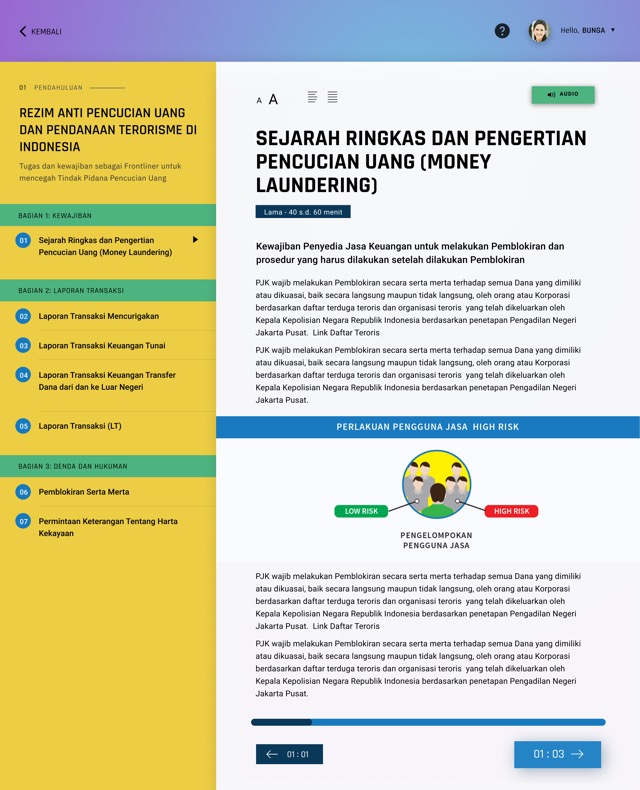 KEMBALI
?
Hello, BUNGA
01 PENDAHULUAN
REZIM ANTI PENCUCIAN UANG
DAN PENDANAAN TERORISME DI
INDONESIA
Tugas dan kewajiban sebagai Frontliner untuk
mencegah Tindak Pidana Pencucian Uang
BAGIAN 1: KEWAJIBAN
01 Sejarah Ringkas dan Pengertian
Pencucian Uang (Money Laundering)
BAGIAN 2: LAPORAN TRANSAKSI
02 Laporan Transaksi Mencurigakan
03 Laporan Transaksi Keuangan Tunai
04 Laporan Transaksi Keuangan Transfer
Dana dari dan ke Luar Negeri
05 Laporan Transaksi (LT)
BAGIAN 3: DENDA DAN HUKUMAN
06 Pemblokiran Serta Merta
07 Permintaan Keterangan Tentang Harta
Kekayaan
A A
AUDIO
SEJARAH RINGKAS DAN PENGERTIAN
PENCUCIAN UANG (MONEY
LAUNDERING)
Lama - 40 s.d. 60 menit
Kewajiban Penyedia Jasa Keuangan untuk melakukan Pemblokiran dan
prosedur yang harus dilakukan setelah dilakukan Pemblokiran
PJK wajib melakukan Pemblokiran secara serta merta terhadap semua Dana yang dimiliki
atau dikuasai, baik secara langsung maupun tidak langsung, oleh orang atau Korporasi
berdasarkan daftar terduga teroris dan organisasi teroris yang telah dikeluarkan oleh
Kepala Kepolisian Negara Republik Indonesia berdasarkan penetapan Pengadilan Negeri
Jakarta Pusat. Link Daftar Teroris
PJK wajib melakukan Pemblokiran secara serta merta terhadap semua Dana yang dimiliki
atau dikuasai, baik secara langsung maupun tidak langsung, oleh orang atau Korporasi
berdasarkan daftar terduga teroris dan organisasi teroris yang telah dikeluarkan oleh
Kepala Kepolisian Negara Republik Indonesia berdasarkan penetapan Pengadilan Negeri
Jakarta Pusat.
PERLAKUAN PENGGUNA JASA HIGH RISK
LOW RISK
HIGH RISK
PENGELOMPOKAN
PENGGUNA JASA
PJK wajib melakukan Pemblokiran secara serta merta terhadap semua Dana yang dimiliki
atau dikuasai, baik secara langsung maupun tidak langsung, oleh orang atau Korporasi
berdasarkan daftar terduga teroris dan organisasi teroris yang telah dikeluarkan oleh
Kepala Kepolisian Negara Republik Indonesia berdasarkan penetapan Pengadilan Negeri
Jakarta Pusat. Link Daftar Teroris
PJK wajib melakukan Pemblokiran secara serta merta terhadap semua Dana yang dimiliki
atau dikuasai, baik secara langsung maupun tidak langsung, oleh orang atau Korporasi
berdasarkan daftar terduga teroris dan organisasi teroris yang telah dikeluarkan oleh
Kepala Kepolisian Negara Republik Indonesia berdasarkan penetapan Pengadilan Negeri
Jakarta Pusat.
01 : 01
01 : 03